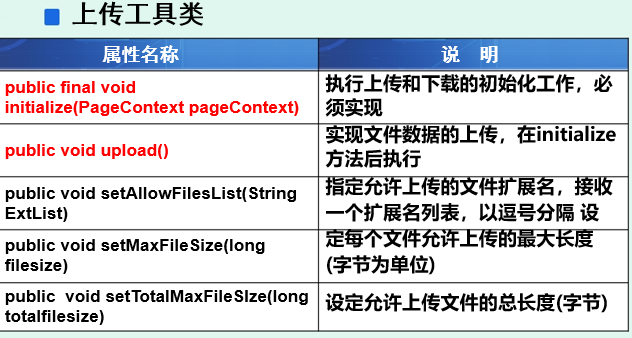 上传工具类
属性名称
说 明
public final void
initialize(PageContext pageContext)
执行上传和下载的初始化工作，必
须实现
public void upload()
实现文件数据的上传，在initialize
方法后执行
public void setAllowFilesList(String
ExtList)
指定允许上传的文件扩展名，接收
一个扩展名列表，以逗号分隔 设
public void setMaxFileSize(long
filesize)
定每个文件允许上传的最大长度
(字节为单位)
public void setTotalMaxFileSIze(long
totalfilesize)
设定允许上传文件的总长度(字节)